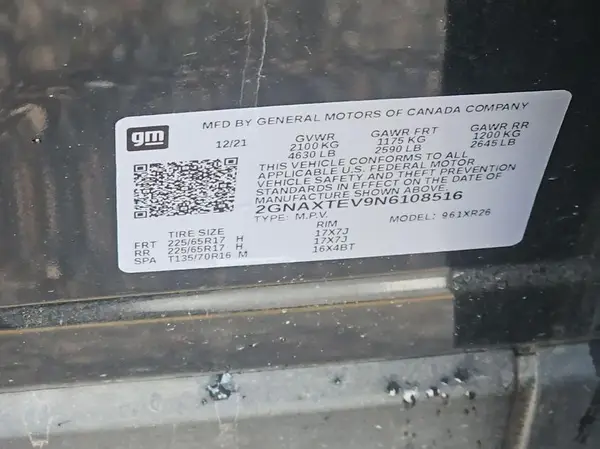 gm
MFD BY GENERAL MOTORS OF CANADA COMPANY
12/21 GVWR GAWR FRT GAWR RR
2100 KG 1175 KG 1200 KG
4630 LB 2590 LB 2645 LB
THIS VEHICLE CONFORMS TO ALL
APPLICABLE U.S. FEDERAL MOTOR
VEHICLE SAFETY AND THEFT PREVENTION
STANDARDS IN EFFECT ON THE DATE OF
MANUFACTURE SHOWN ABOVE.
2GNAXTEV9N6108516
TYPE: M.P.V. MODEL: 961XR26
TIRE SIZE RIM
FRT 225/65R17 H 17X7J
RR 225/65R17 H 17X7J
SPA T135/70R16 M 16X4BT